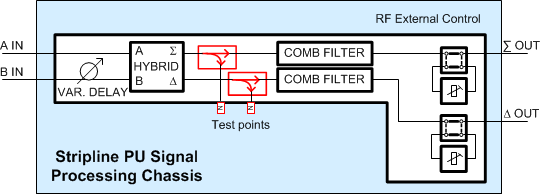 RF External Control
A IN
A Σ
COMB FILTER
Σ OUT
HYBRID
B IN
B Δ
COMB FILTER
VAR. DELAY
N N
Test points
Δ OUT
Stripline PU Signal
Processing Chassis